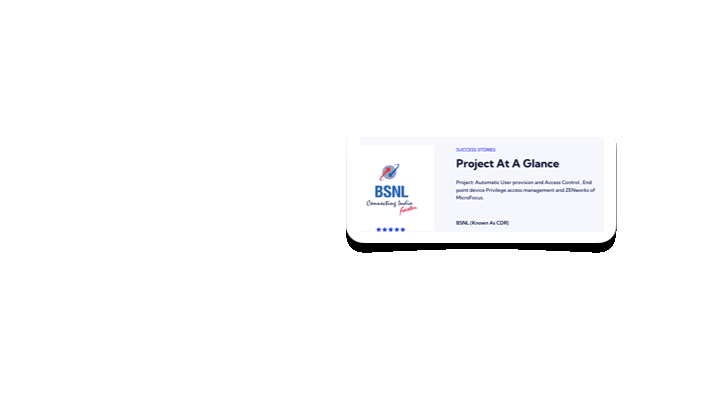 SUCCESS STORIES
Project At A Glance
Project: Automatic User provision and Access Control , End
point device Privilege access management and ZENworks of
MicroFocus.
BSNL (Known As CDR)
BSNL
Connecting India
faster